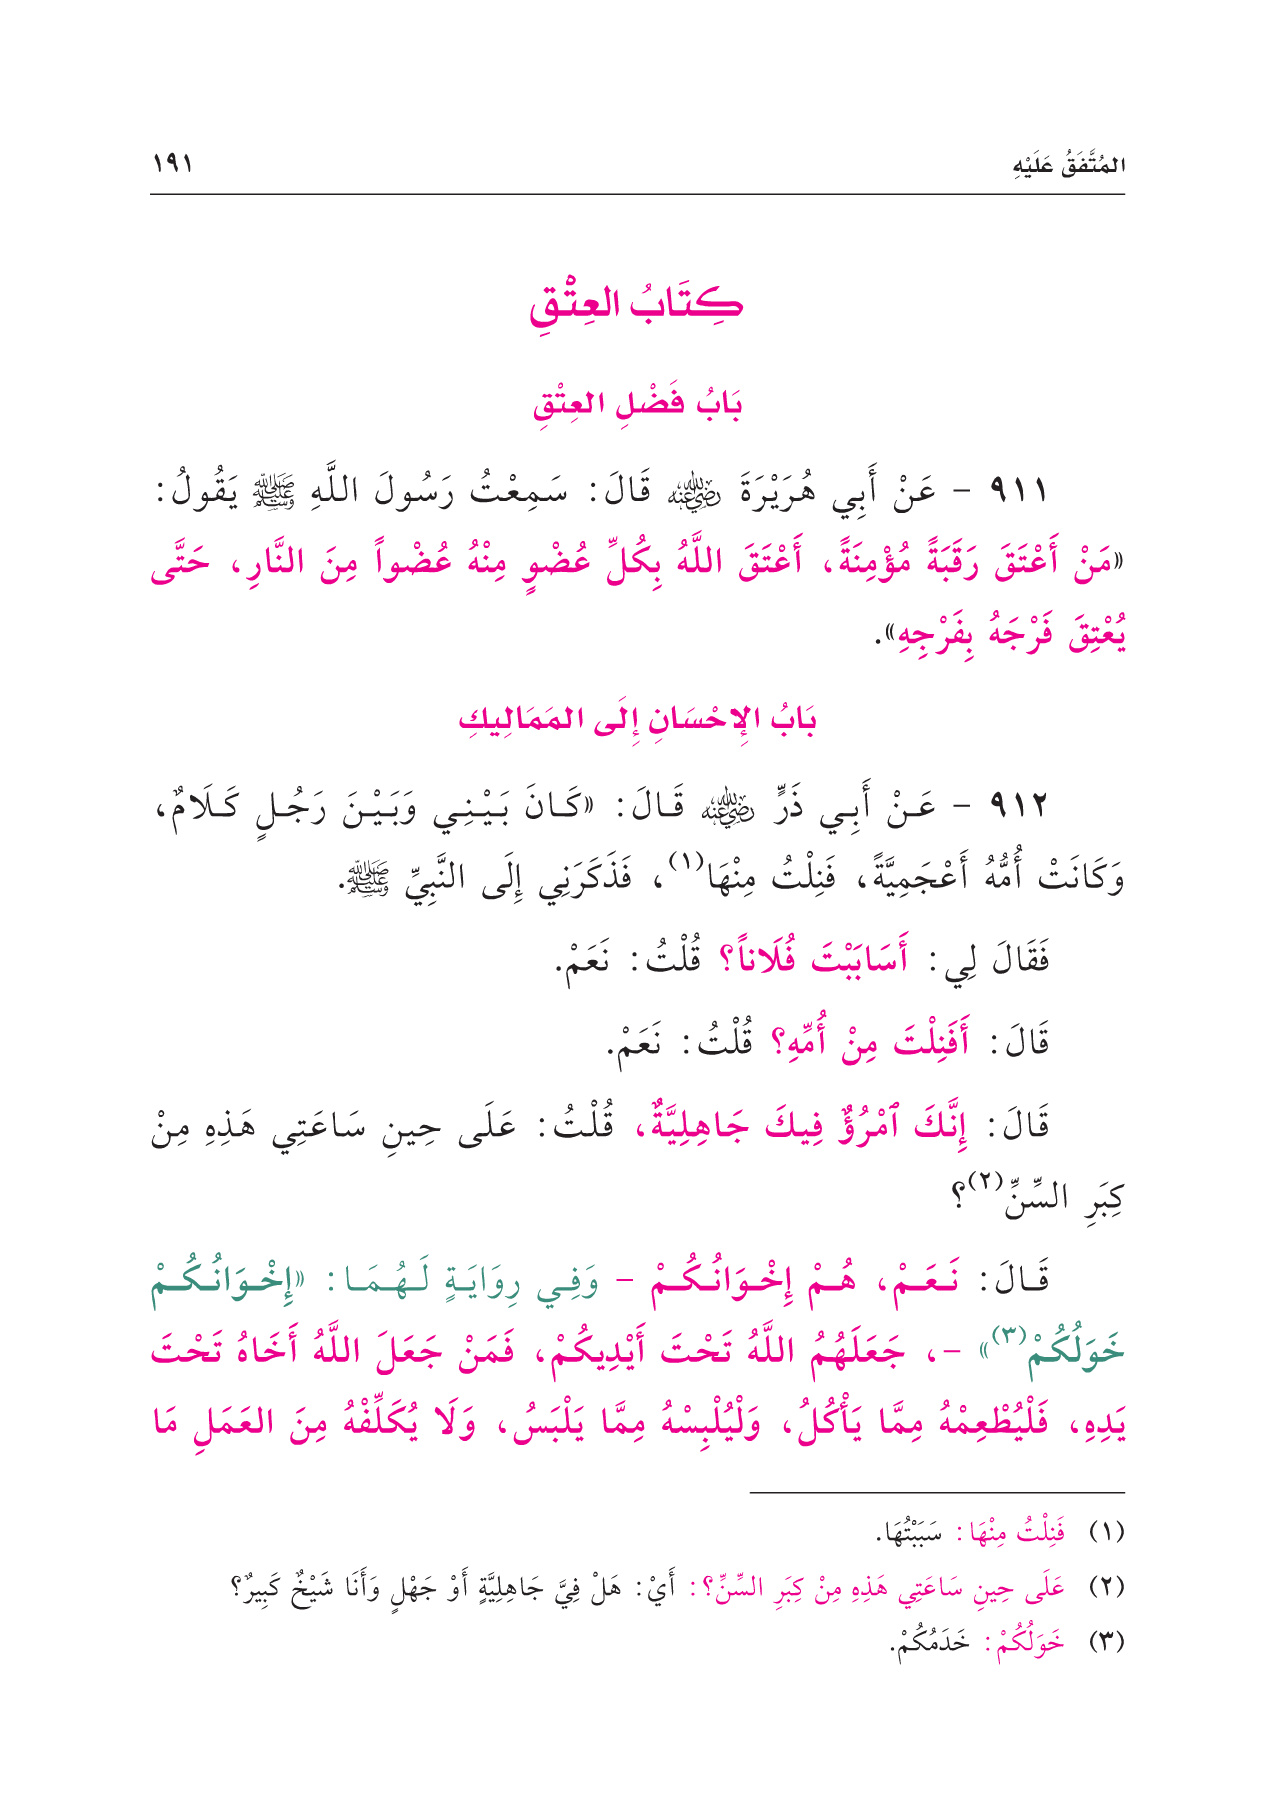 المُتَّفَقُ عَلَيْهِ ١٩١
كِتَابُ العِتْقِ
بَابُ فَضْلِ العِتْقِ
٩١١ - عَنْ أَبِي هُرَيْرَةَ رضي الله عنه قَالَ: سَمِعْتُ رَسُولَ اللَّهِ ﷺ يَقُولُ:
«مَنْ أَعْتَقَ رَقَبَةً مُؤْمِنَةً، أَعْتَقَ اللَّهُ بِكُلِّ عُضْوٍ مِنْهُ عُضْواً مِنَ النَّارِ، حَتَّى
يُعْتِقَ فَرْجَهُ بِفَرْجِهِ».
بَابُ الإِحْسَانِ إِلَى المَمَالِيكِ
٩١٢ - عَنْ أَبِي ذَرٍّ رضي الله عنه قَالَ: «كَانَ بَيْنِي وَبَيْنَ رَجُلٍ كَلَامٌ،
وَكَانَتْ أُمُّهُ أَعْجَمِيَّةً، فَنِلْتُ مِنْهَا(١)، فَذَكَرَنِي إِلَى النَّبِيِّ ﷺ.
فَقَالَ لِي: أَسَابَبْتَ فُلَاناً؟ قُلْتُ: نَعَمْ.
قَالَ: أَفَنِلْتَ مِنْ أُمِّهِ؟ قُلْتُ: نَعَمْ.
قَالَ: إِنَّكَ ٱمْرُؤٌ فِيكَ جَاهِلِيَّةٌ، قُلْتُ: عَلَى حِينِ سَاعَتِي هَذِهِ مِنْ
كِبَرِ السِّنِّ(٢)؟
قَالَ: نَعَمْ، هُمْ إِخْوَانُكُمْ - وَفِي رِوَايَةٍ لَهُمَا: «إِخْوَانُكُمْ
خَوَلُكُمْ(٣)» -، جَعَلَهُمُ اللَّهُ تَحْتَ أَيْدِيكُمْ، فَمَنْ جَعَلَ اللَّهُ أَخَاهُ تَحْتَ
يَدِهِ، فَلْيُطْعِمْهُ مِمَّا يَأْكُلُ، وَلْيُلْبِسْهُ مِمَّا يَلْبَسُ، وَلَا يُكَلِّفْهُ مِنَ العَمَلِ مَا
(١) فَنِلْتُ مِنْهَا: سَبَبْتُهَا.
(٢) عَلَى حِينِ سَاعَتِي هَذِهِ مِنْ كِبَرِ السِّنِّ؟: أَيْ: هَلْ فِيَّ جَاهِلِيَّةٍ أَوْ جَهْلٍ وَأَنَا شَيْخٌ كَبِيرٌ؟
(٣) خَوَلُكُمْ: خَدَمُكُمْ.